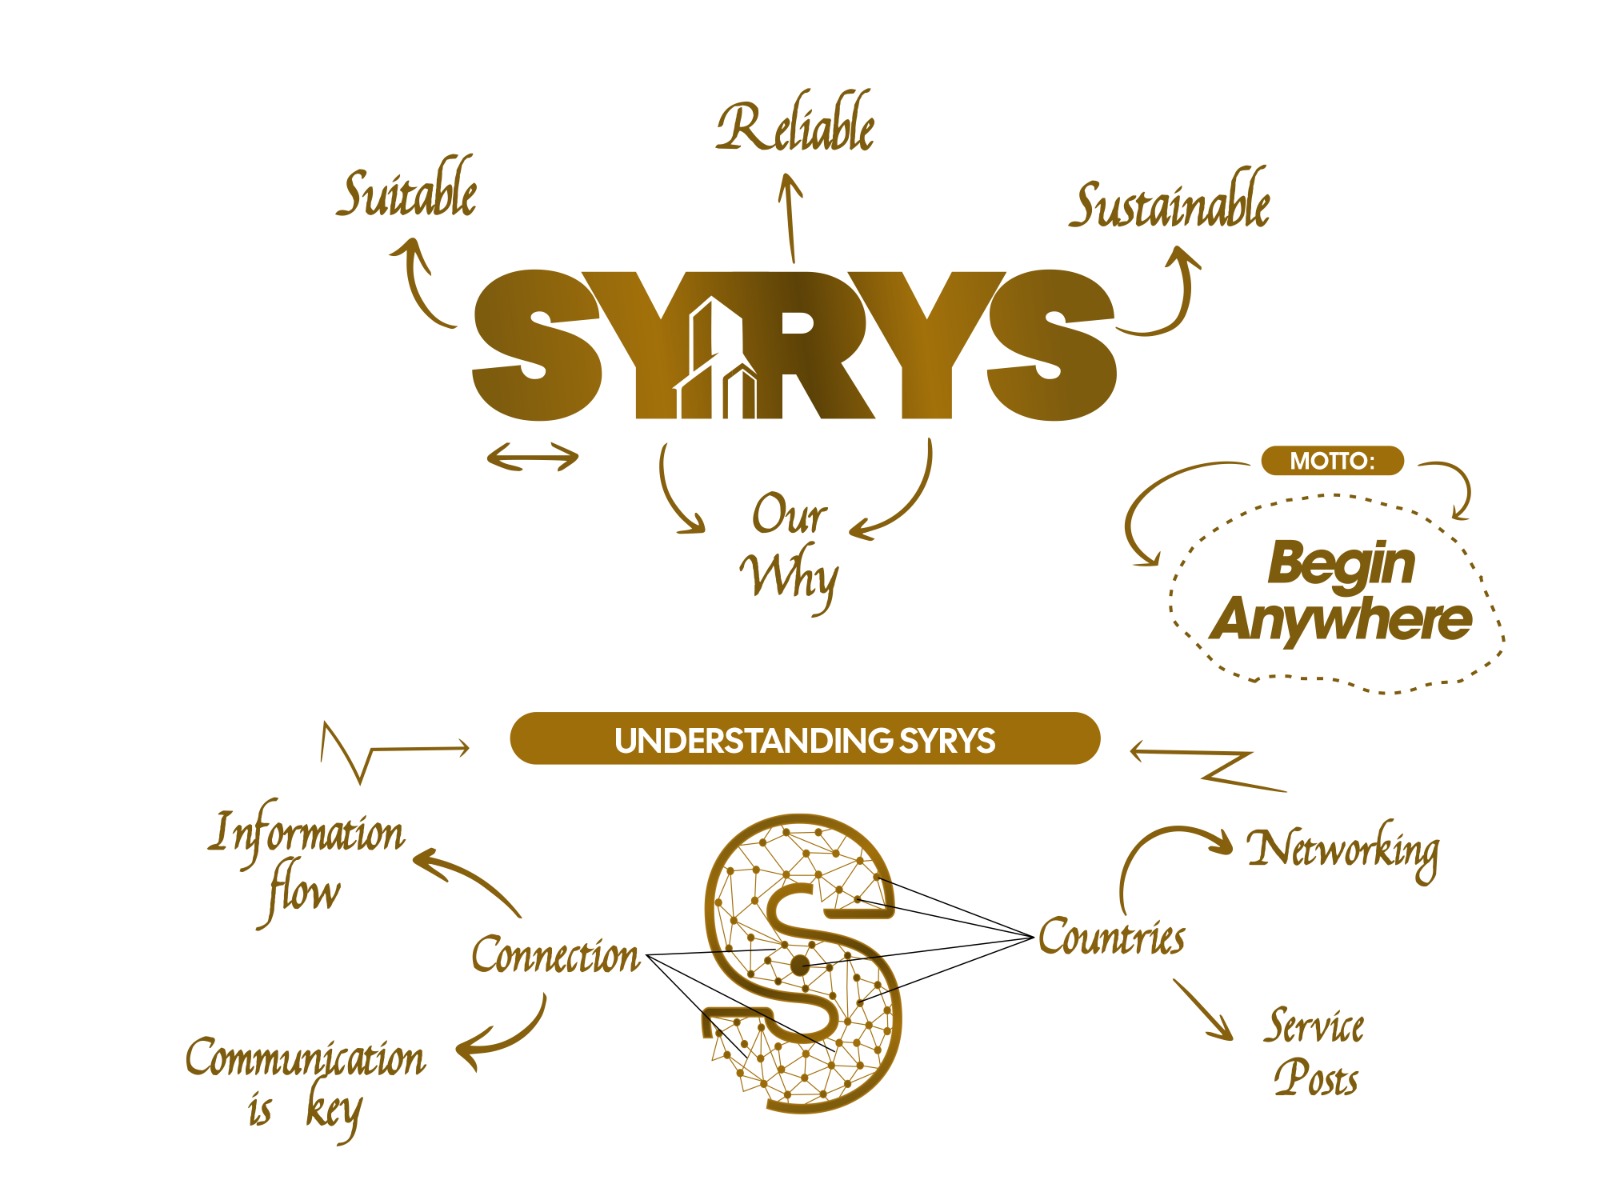 Reliable
Suitable
Sustainable
SYRYS
Our
Why
MOTTO:
Begin
Anywhere
UNDERSTANDING SYRYS
Information
flow
Networking
Connection
Countries
Communication
is key
Service
Posts